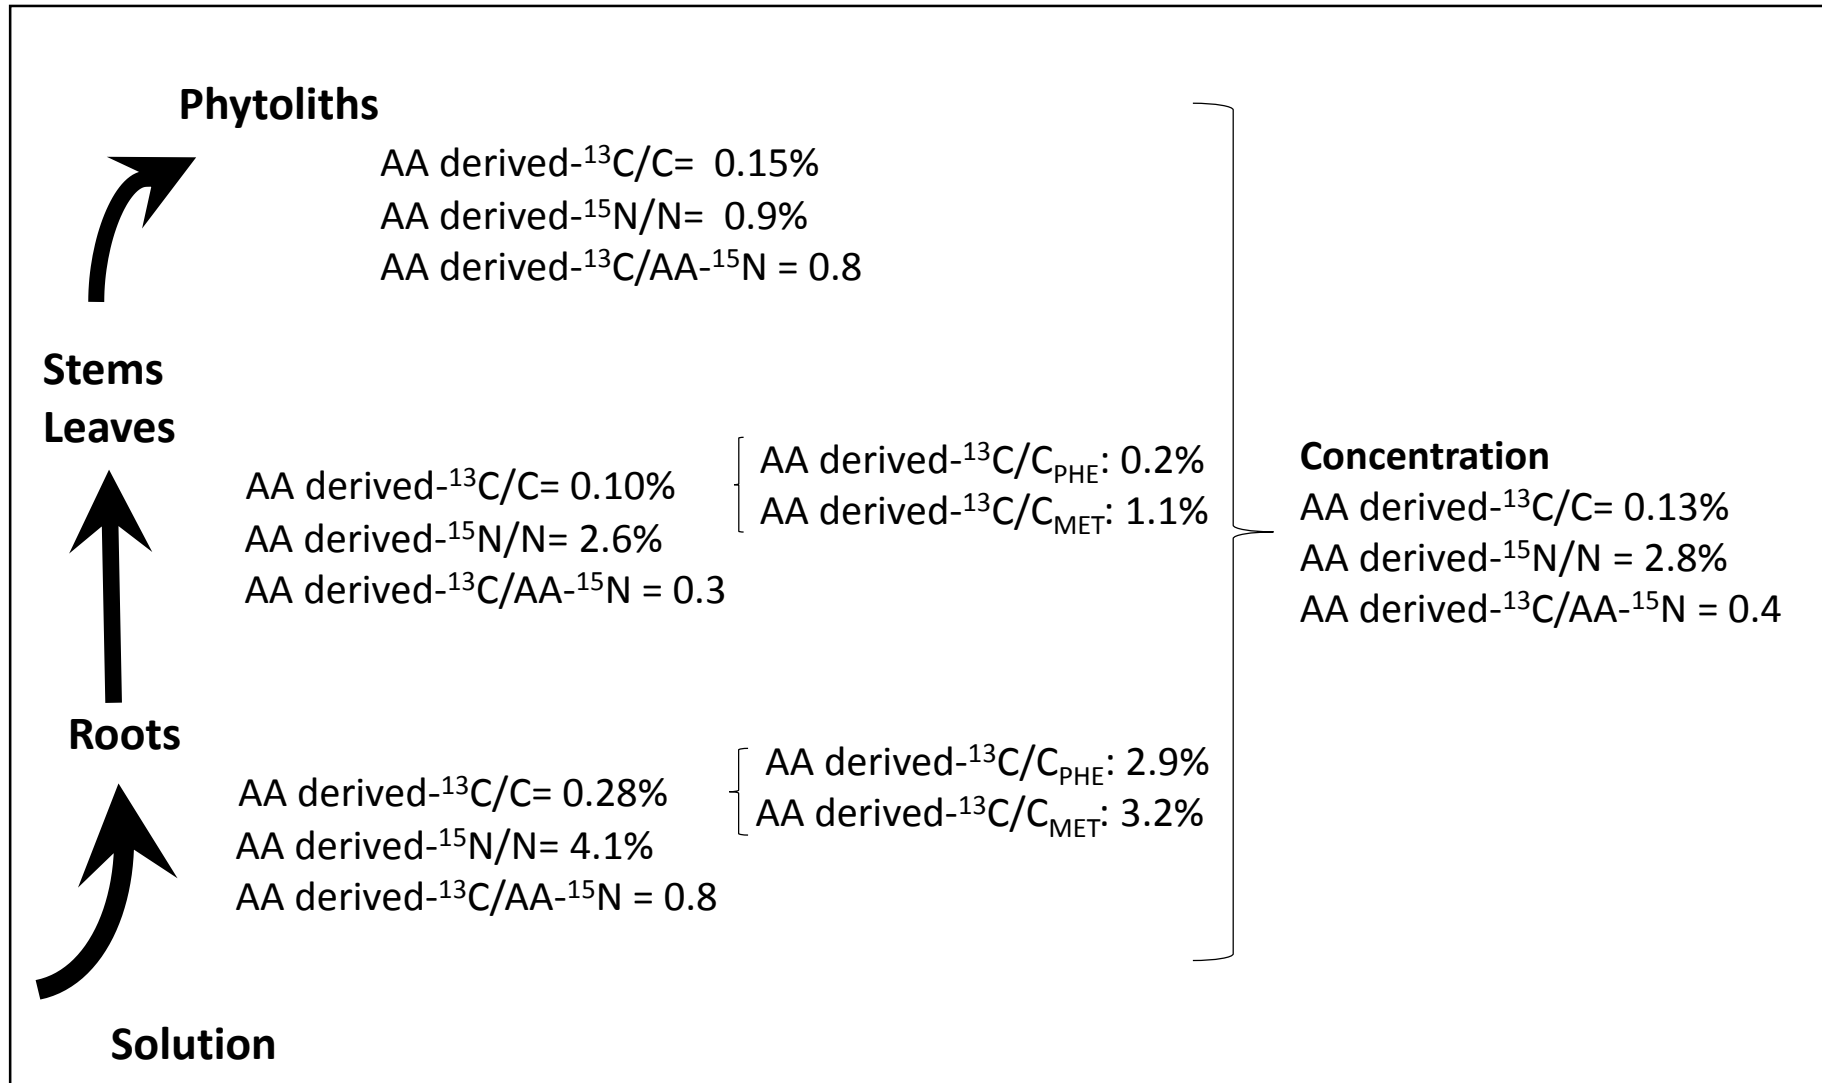 Phytoliths
AA derived-¹³C/C= 0.15%
AA derived-¹⁵N/N= 0.9%
AA derived-¹³C/AA-¹⁵N = 0.8
Stems
Leaves
AA derived-¹³C/C= 0.10%
AA derived-¹⁵N/N= 2.6%
AA derived-¹³C/AA-¹⁵N = 0.3
AA derived-¹³C/C_PHE: 0.2%
AA derived-¹³C/C_MET: 1.1%
Roots
AA derived-¹³C/C= 0.28%
AA derived-¹⁵N/N= 4.1%
AA derived-¹³C/AA-¹⁵N = 0.8
AA derived-¹³C/C_PHE: 2.9%
AA derived-¹³C/C_MET: 3.2%
Solution
Concentration
AA derived-¹³C/C= 0.13%
AA derived-¹⁵N/N = 2.8%
AA derived-¹³C/AA-¹⁵N = 0.4